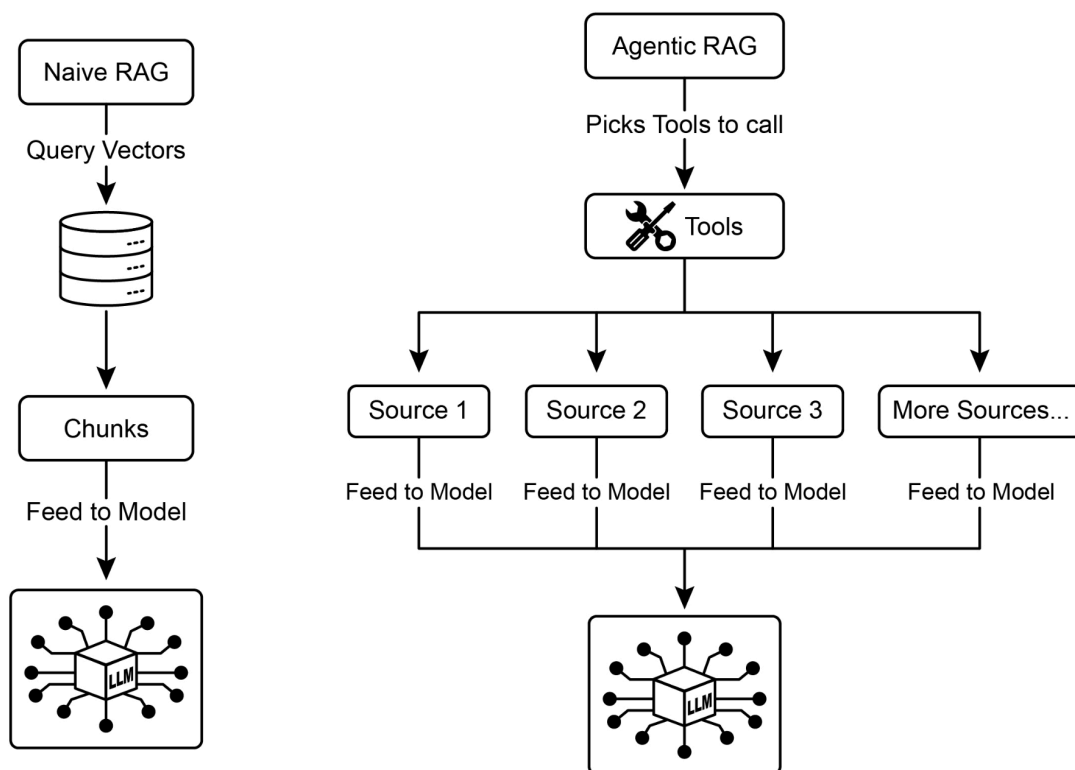 Naive RAG
Query Vectors
Chunks
Feed to Model
LLM
Agentic RAG
Picks Tools to call
Tools
Source 1
Source 2
Source 3
More Sources...
Feed to Model
Feed to Model
Feed to Model
Feed to Model
LLM